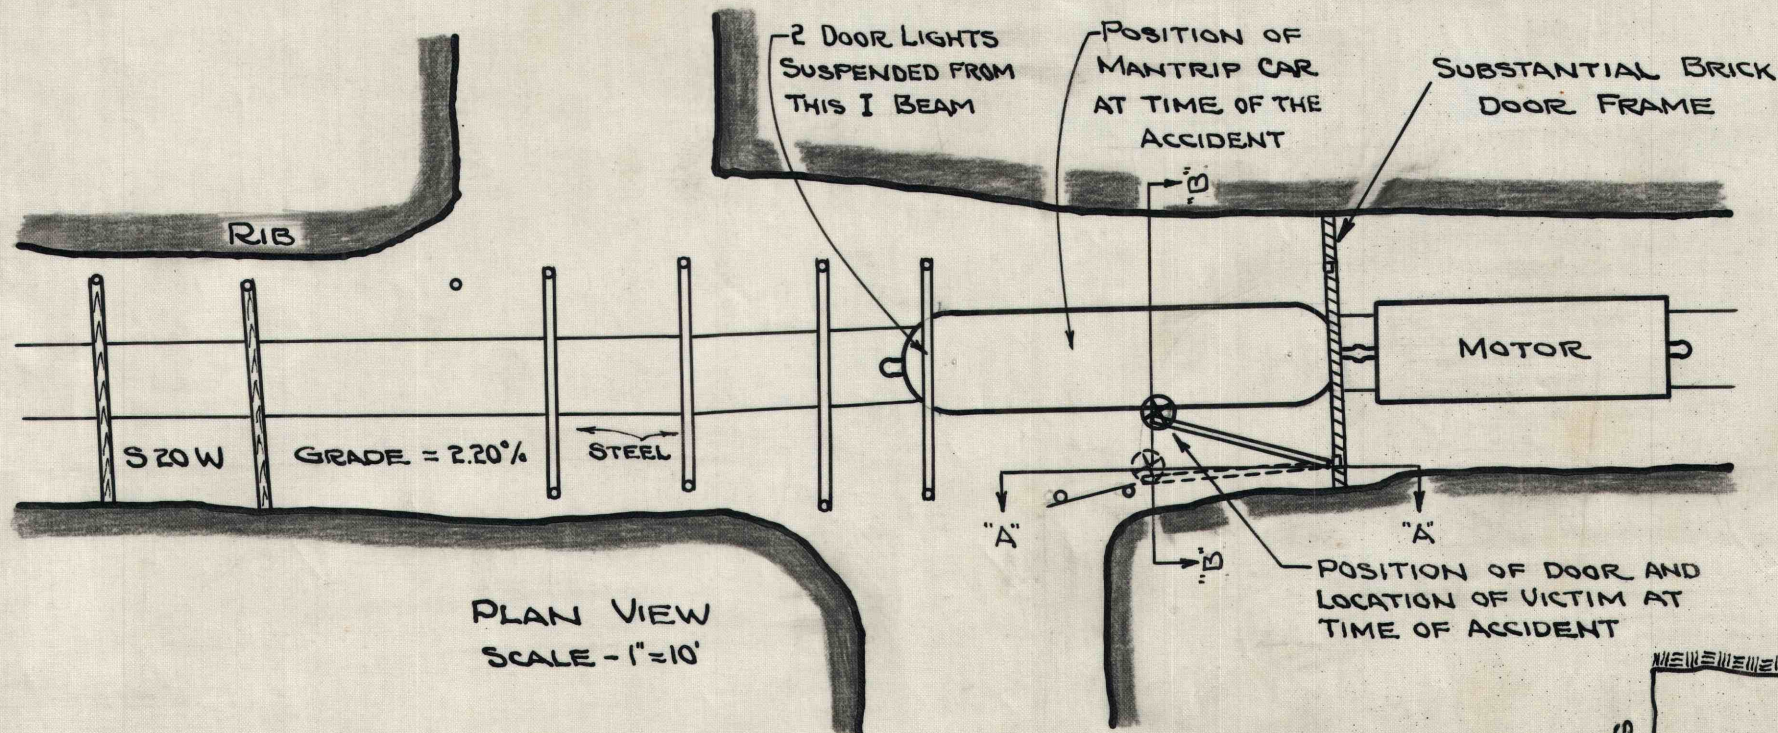 2 DOOR LIGHTS
SUSPENDED FROM
THIS I BEAM
POSITION OF
MANTRIP CAR
AT TIME OF THE
ACCIDENT
SUBSTANTIAL BRICK
DOOR FRAME
"B"
RIB
MOTOR
S 20 W
GRADE = 2.20%
STEEL
"A"
"A"
"B"
POSITION OF DOOR AND
LOCATION OF VICTIM AT
TIME OF ACCIDENT
PLAN VIEW
SCALE - 1" = 10'